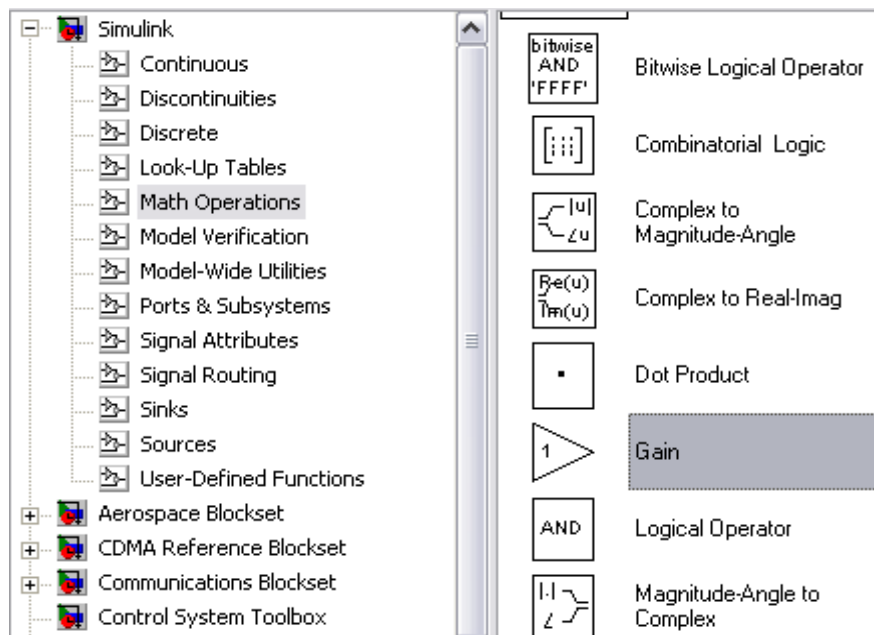 Simulink
Continuous
Discontinuities
Discrete
Look-Up Tables
Math Operations
Model Verification
Model-Wide Utilities
Ports & Subsystems
Signal Attributes
Signal Routing
Sinks
Sources
User-Defined Functions
Aerospace Blockset
CDMA Reference Blockset
Communications Blockset
Control System Toolbox
bitwise
AND
'FFFF'
Bitwise Logical Operator
Combinatorial Logic
|u|
∠u
Complex to
Magnitude-Angle
Re(u)
Im(u)
Complex to Real-Imag
Dot Product
1
Gain
AND
Logical Operator
|.|
∠
Magnitude-Angle to
Complex